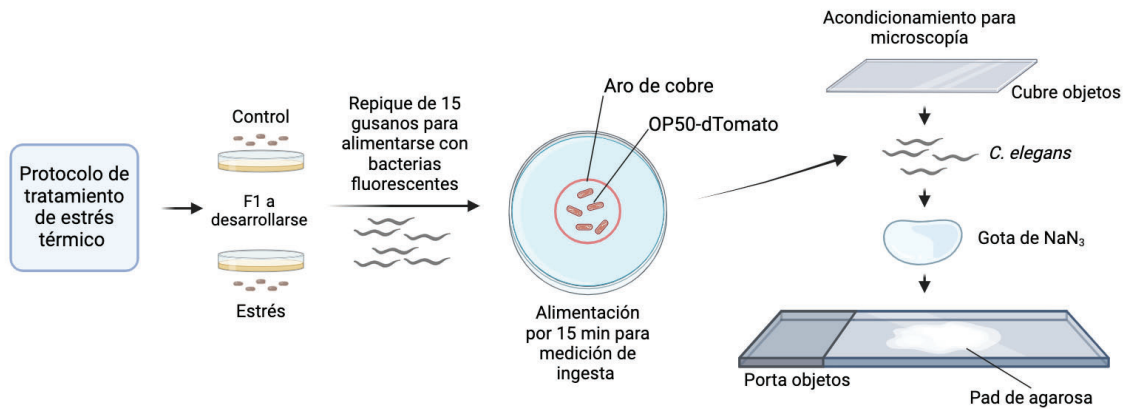 Protocolo de
tratamiento
de estrés
térmico
Control
F1 a
desarrollarse
Estrés
Repique de 15
gusanos para
alimentarse con
bacterias
fluorescentes
Aro de cobre
OP50-dTomato
Alimentación
por 15 min para
medición de
ingesta
Acondicionamiento para
microscopía
Cubre objetos
C. elegans
Gota de NaN₃
Porta objetos
Pad de agarosa